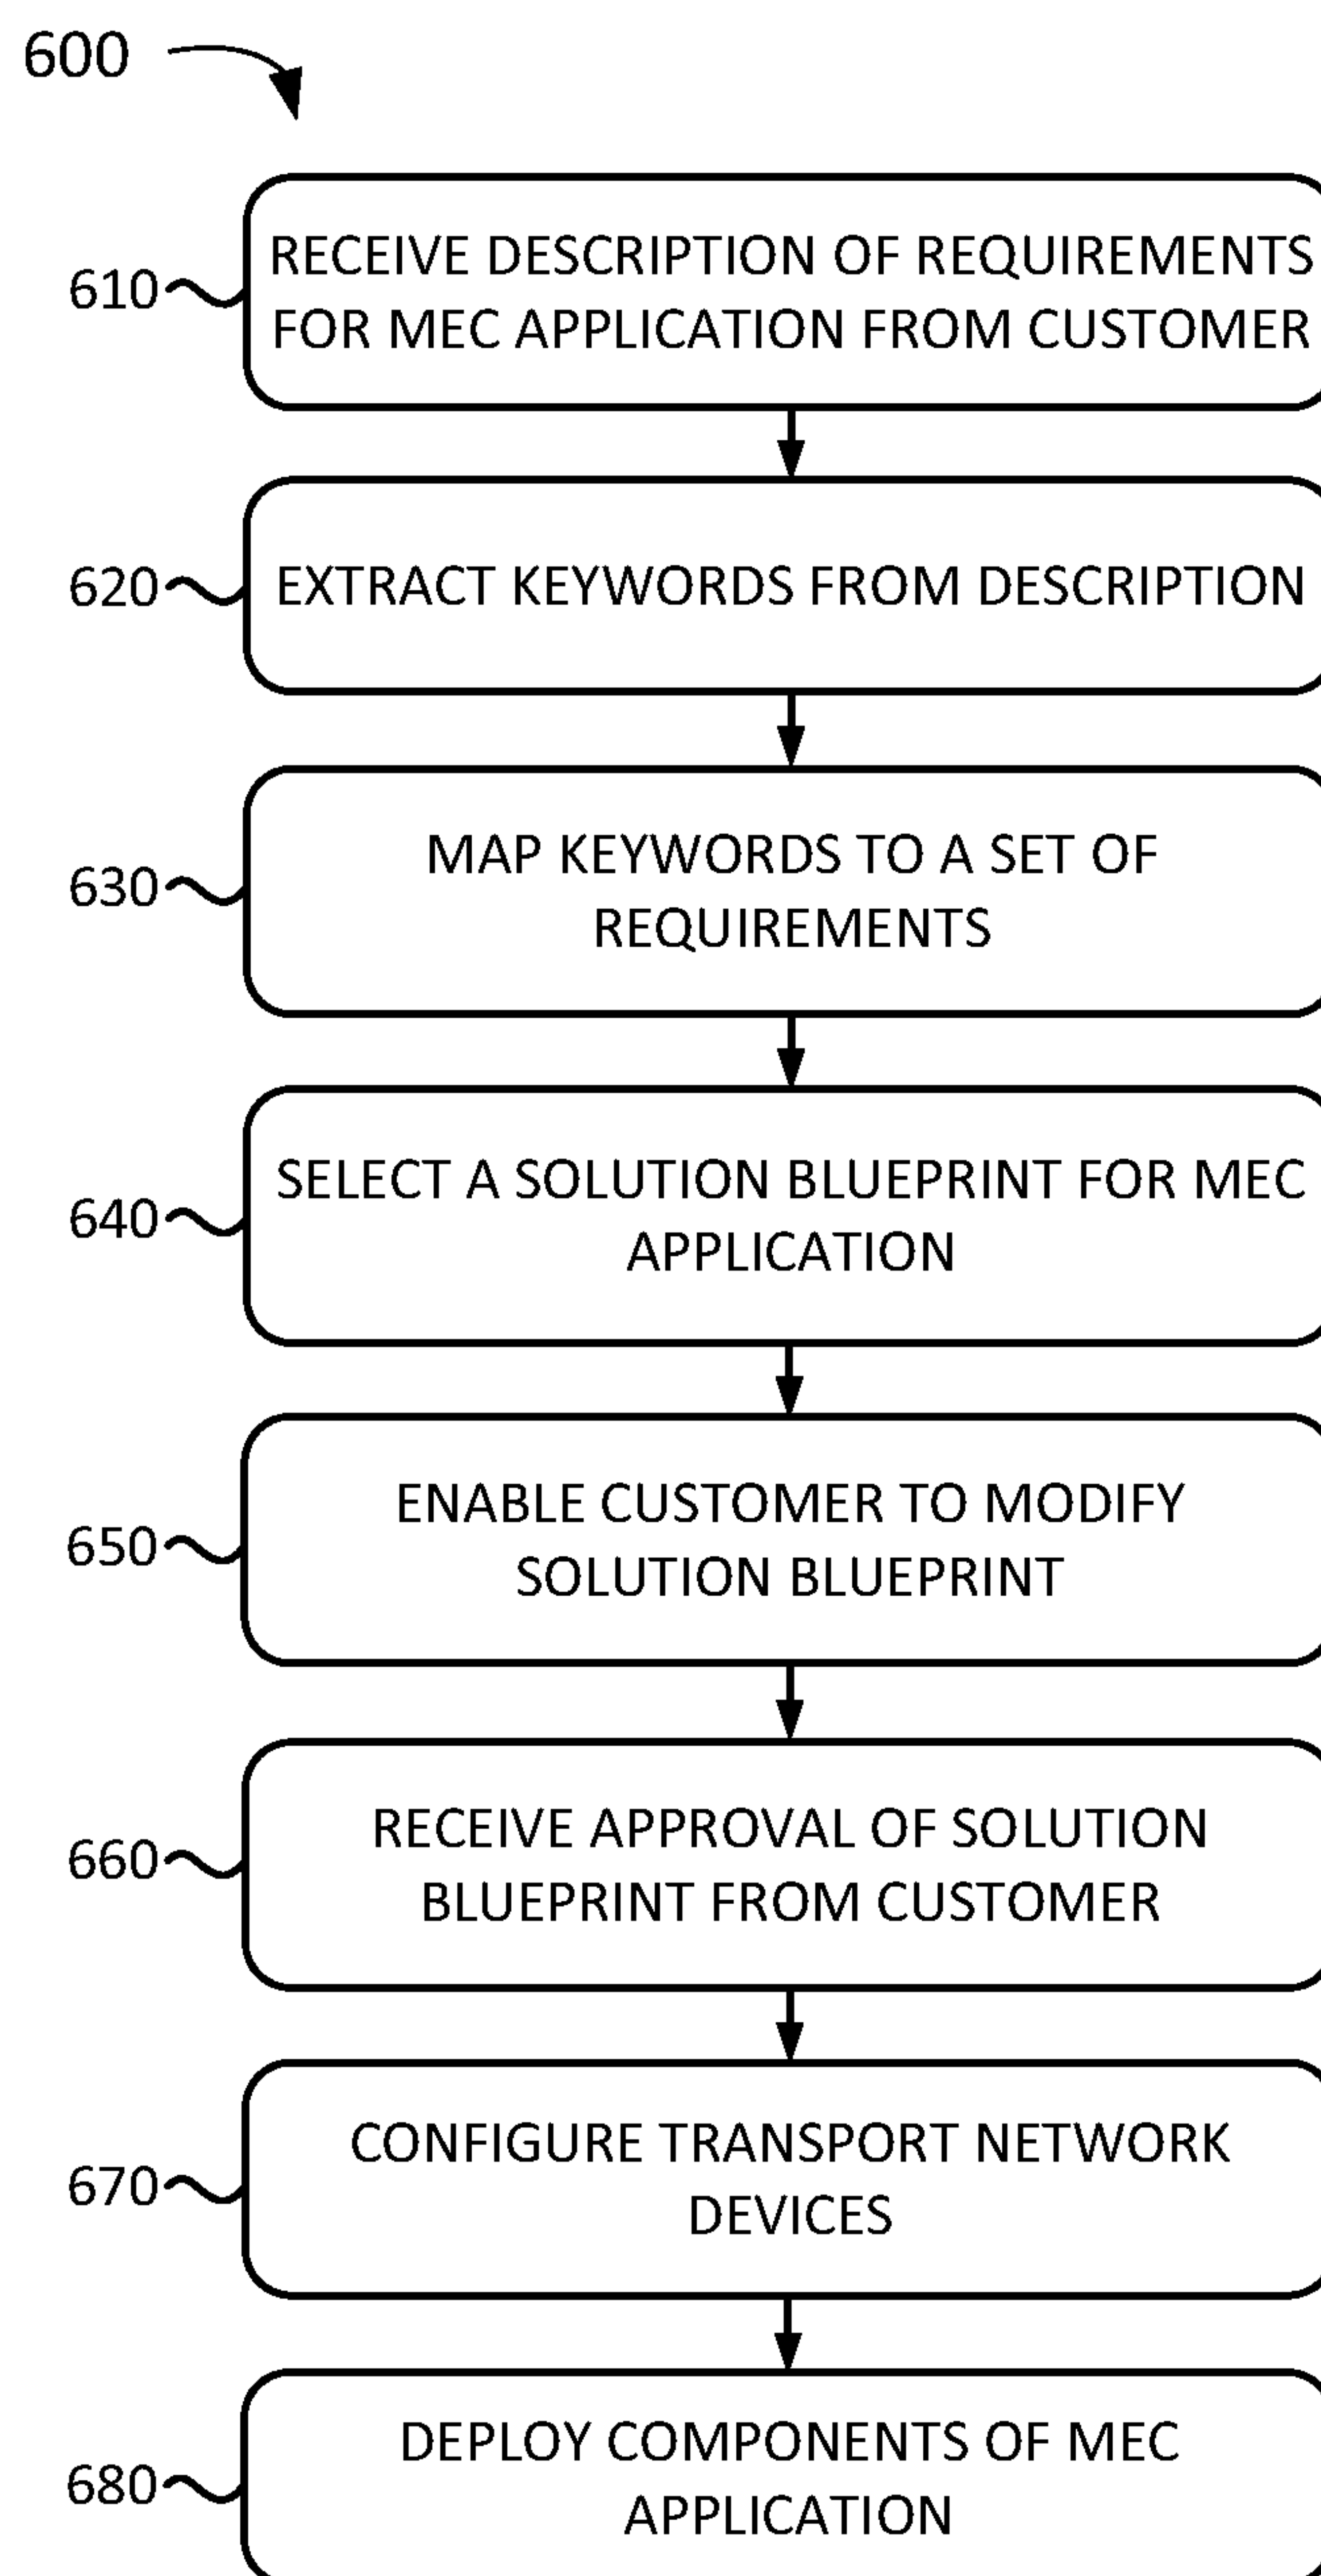 600
610
RECEIVE DESCRIPTION OF REQUIREMENTS
FOR MEC APPLICATION FROM CUSTOMER
620
EXTRACT KEYWORDS FROM DESCRIPTION
630
MAP KEYWORDS TO A SET OF
REQUIREMENTS
640
SELECT A SOLUTION BLUEPRINT FOR MEC
APPLICATION
650
ENABLE CUSTOMER TO MODIFY
SOLUTION BLUEPRINT
660
RECEIVE APPROVAL OF SOLUTION
BLUEPRINT FROM CUSTOMER
670
CONFIGURE TRANSPORT NETWORK
DEVICES
680
DEPLOY COMPONENTS OF MEC
APPLICATION